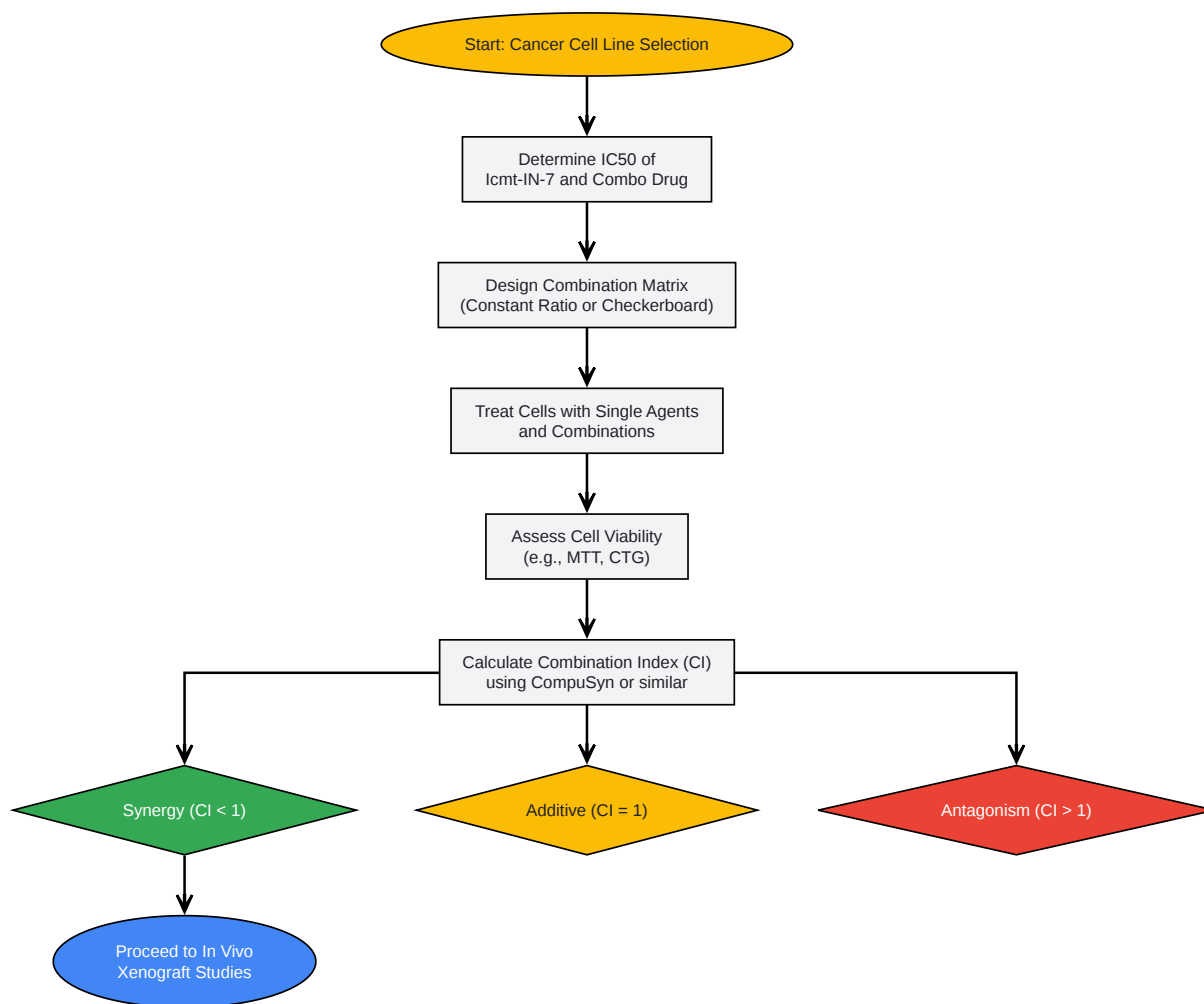 Start: Cancer Cell Line Selection
Determine IC50 of
Icmt-IN-7 and Combo Drug
Design Combination Matrix
(Constant Ratio or Checkerboard)
Treat Cells with Single Agents
and Combinations
Assess Cell Viability
(e.g., MTT, CTG)
Calculate Combination Index (CI)
using CompuSyn or similar
Synergy (CI < 1)
Additive (CI = 1)
Antagonism (CI > 1)
Proceed to In Vivo
Xenograft Studies